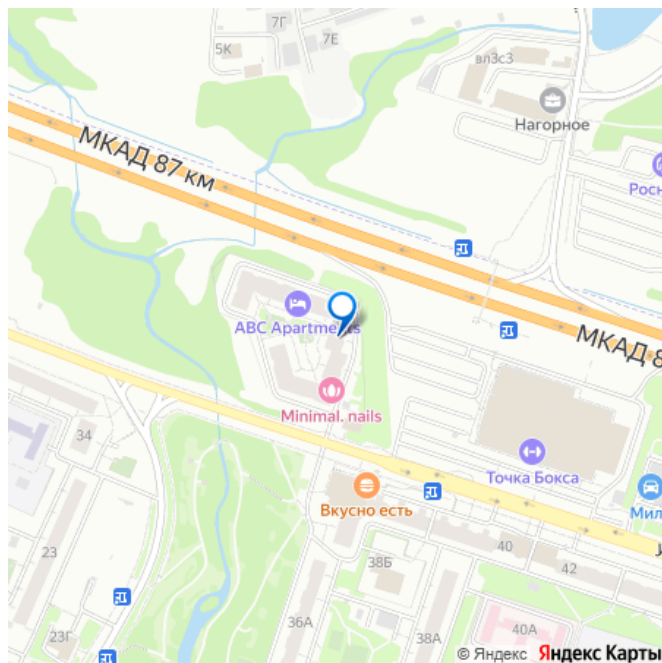 7Г
5К
7Е
вл3с3
Нагорное
МКАД 87 км
Росн
ABC Apartments
МКАД 8
Minimal. nails
34
Точка Бокса
Мил
Вкусно есть
23
40
38Б
42
36А
23Г
38А
40А
© Яндекс Яндекс Карты